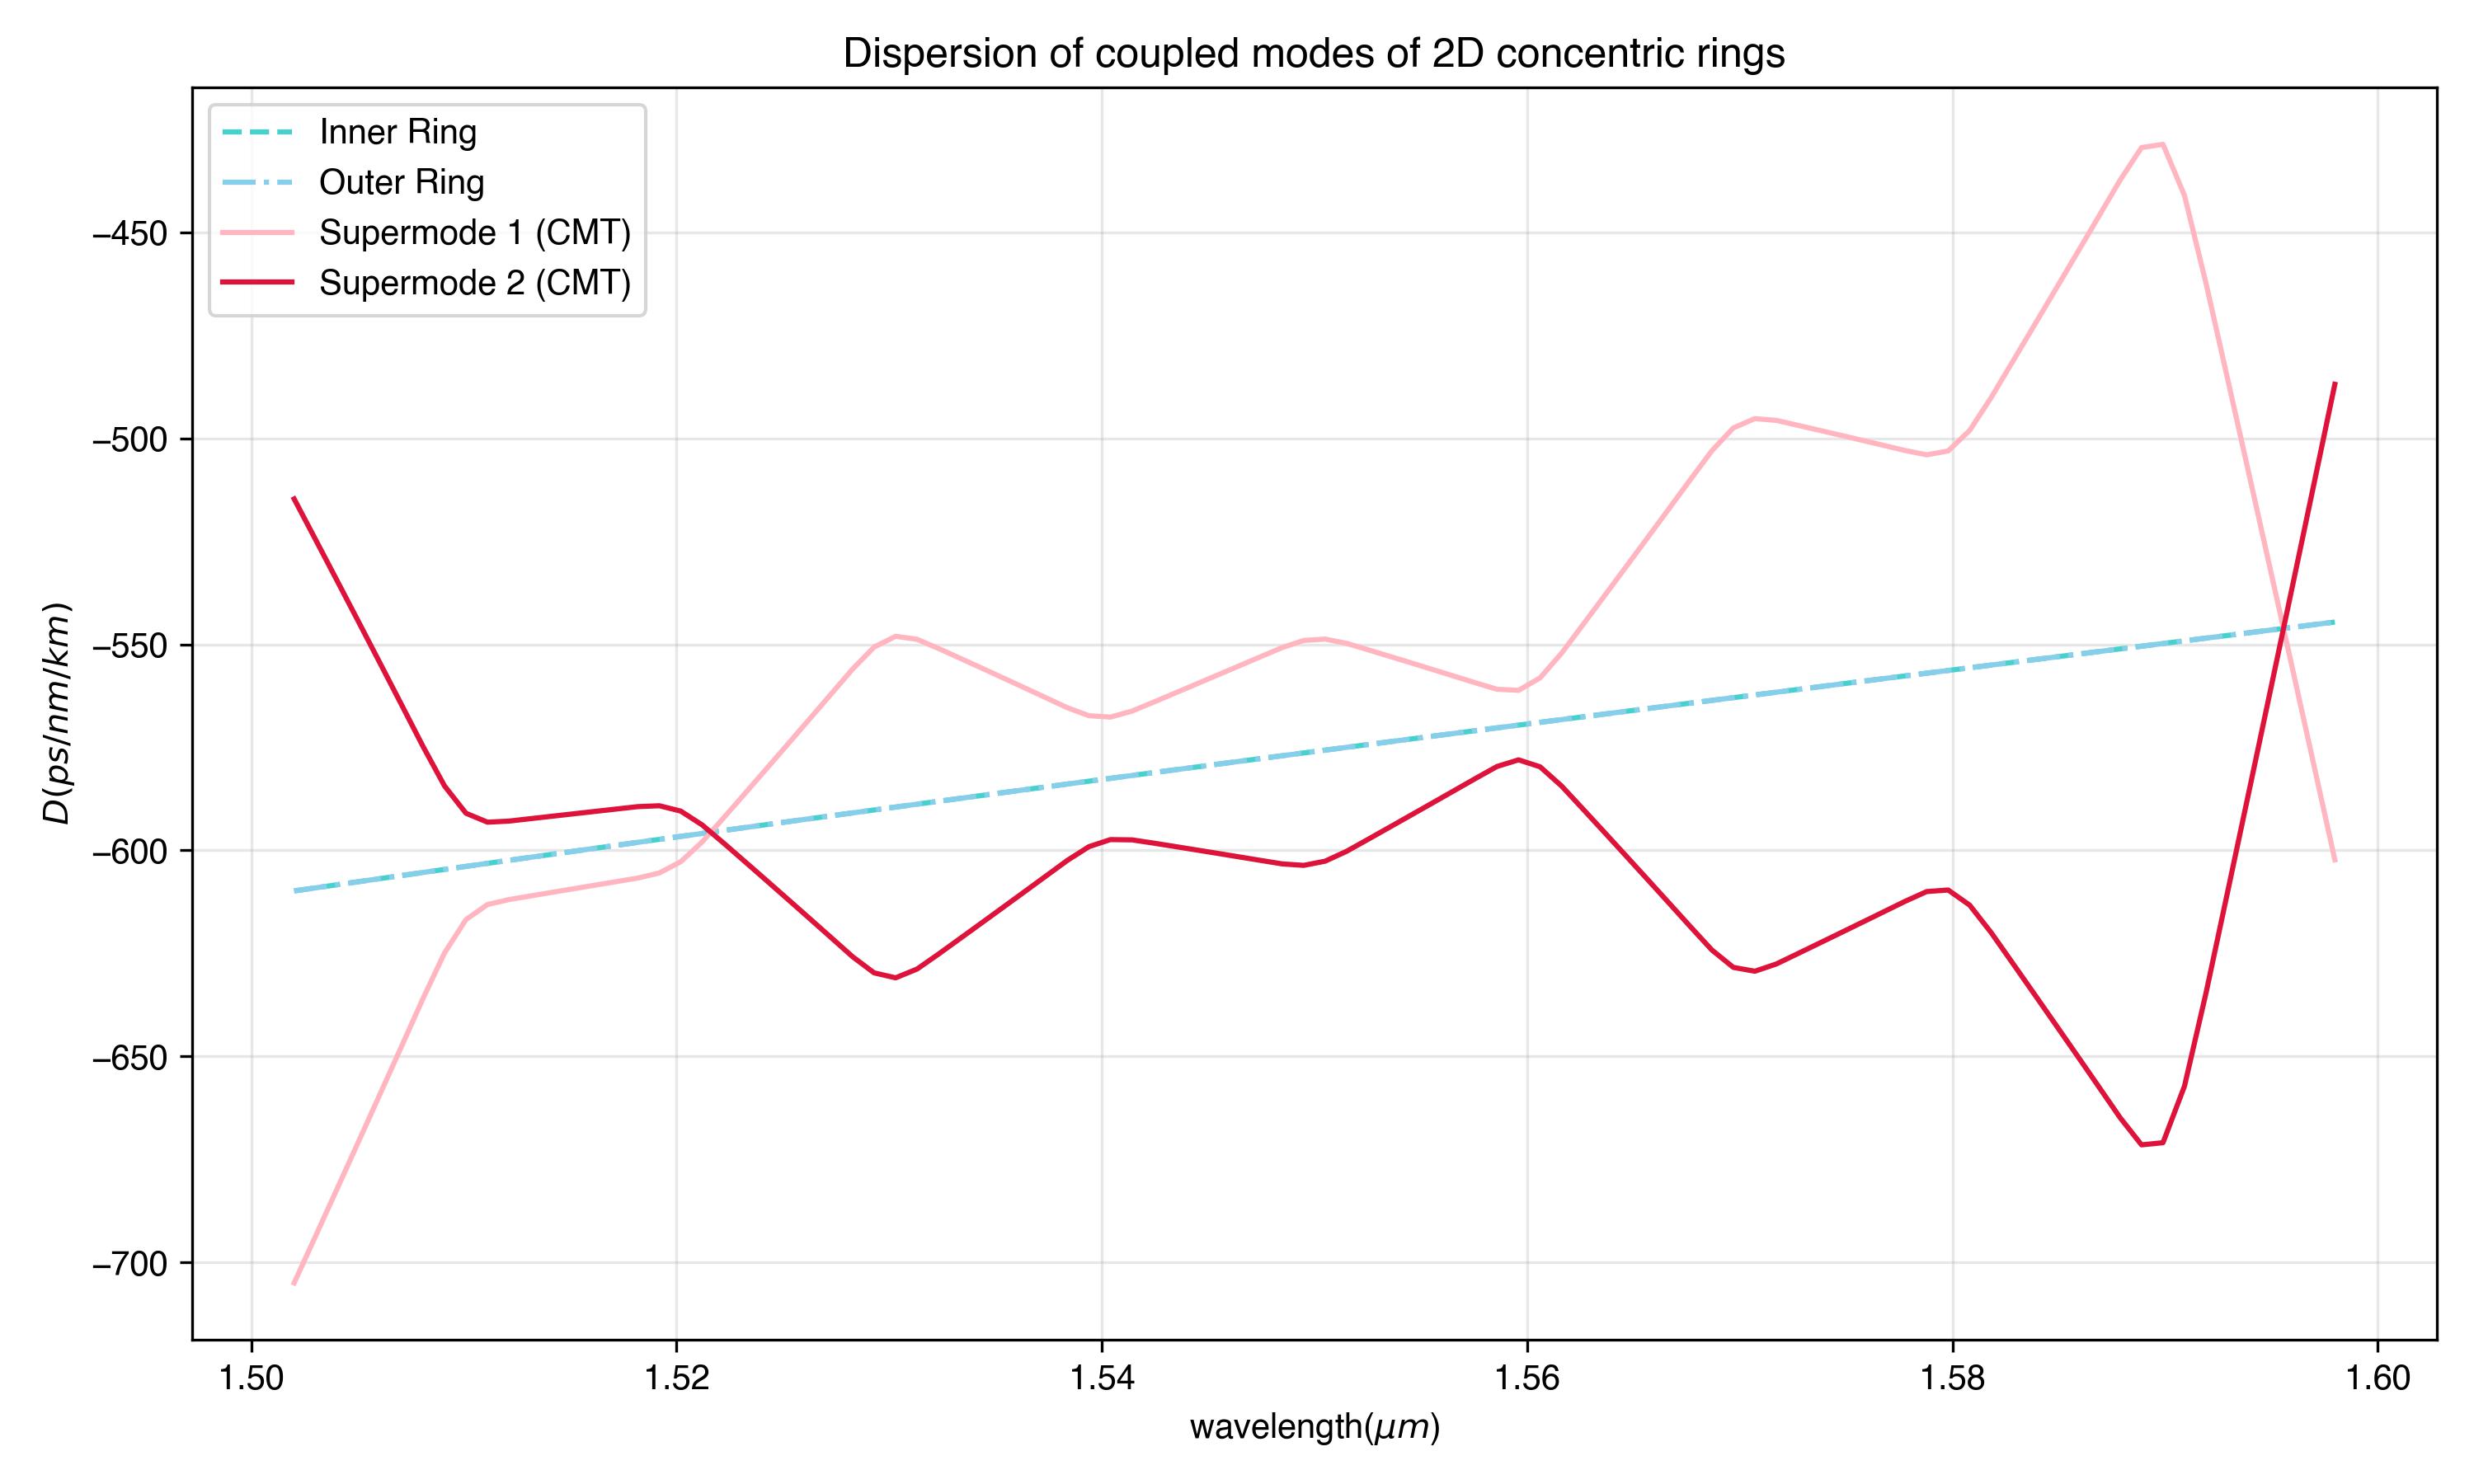 Dispersion of coupled modes of 2D concentric rings
Inner Ring
Outer Ring
Supermode 1 (CMT)
Supermode 2 (CMT)
−450
−500
−550
−600
−650
−700
D(ps/nm/km)
1.50 1.52 1.54 1.56 1.58 1.60
wavelength(μm)